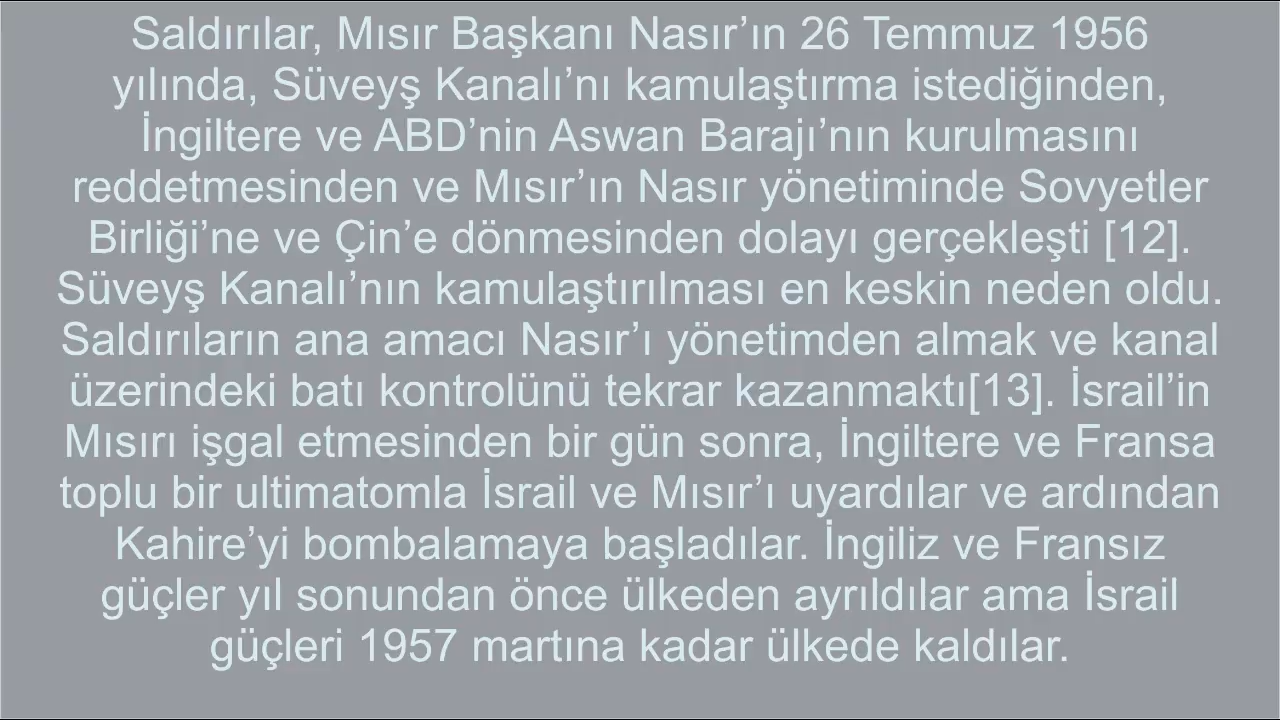 Saldırılar, Mısır Başkanı Nasır’ın 26 Temmuz 1956
yılında, Süveyş Kanalı’nı kamulaştırma istediğinden,
İngiltere ve ABD’nin Aswan Barajı’nın kurulmasını
reddetmesinden ve Mısır’ın Nasır yönetiminde Sovyetler
Birliği’ne ve Çin’e dönmesinden dolayı gerçekleşti [12].
Süveyş Kanalı’nın kamulaştırılması en keskin neden oldu.
Saldırıların ana amacı Nasır’ı yönetimden almak ve kanal
üzerindeki batı kontrolünü tekrar kazanmaktı[13]. İsrail’in
Mısırı işgal etmesinden bir gün sonra, İngiltere ve Fransa
toplu bir ultimatomla İsrail ve Mısır’ı uyardılar ve ardından
Kahire’yi bombalamaya başladılar. İngiliz ve Fransız
güçler yıl sonundan önce ülkeden ayrıldılar ama İsrail
güçleri 1957 martına kadar ülkede kaldılar.